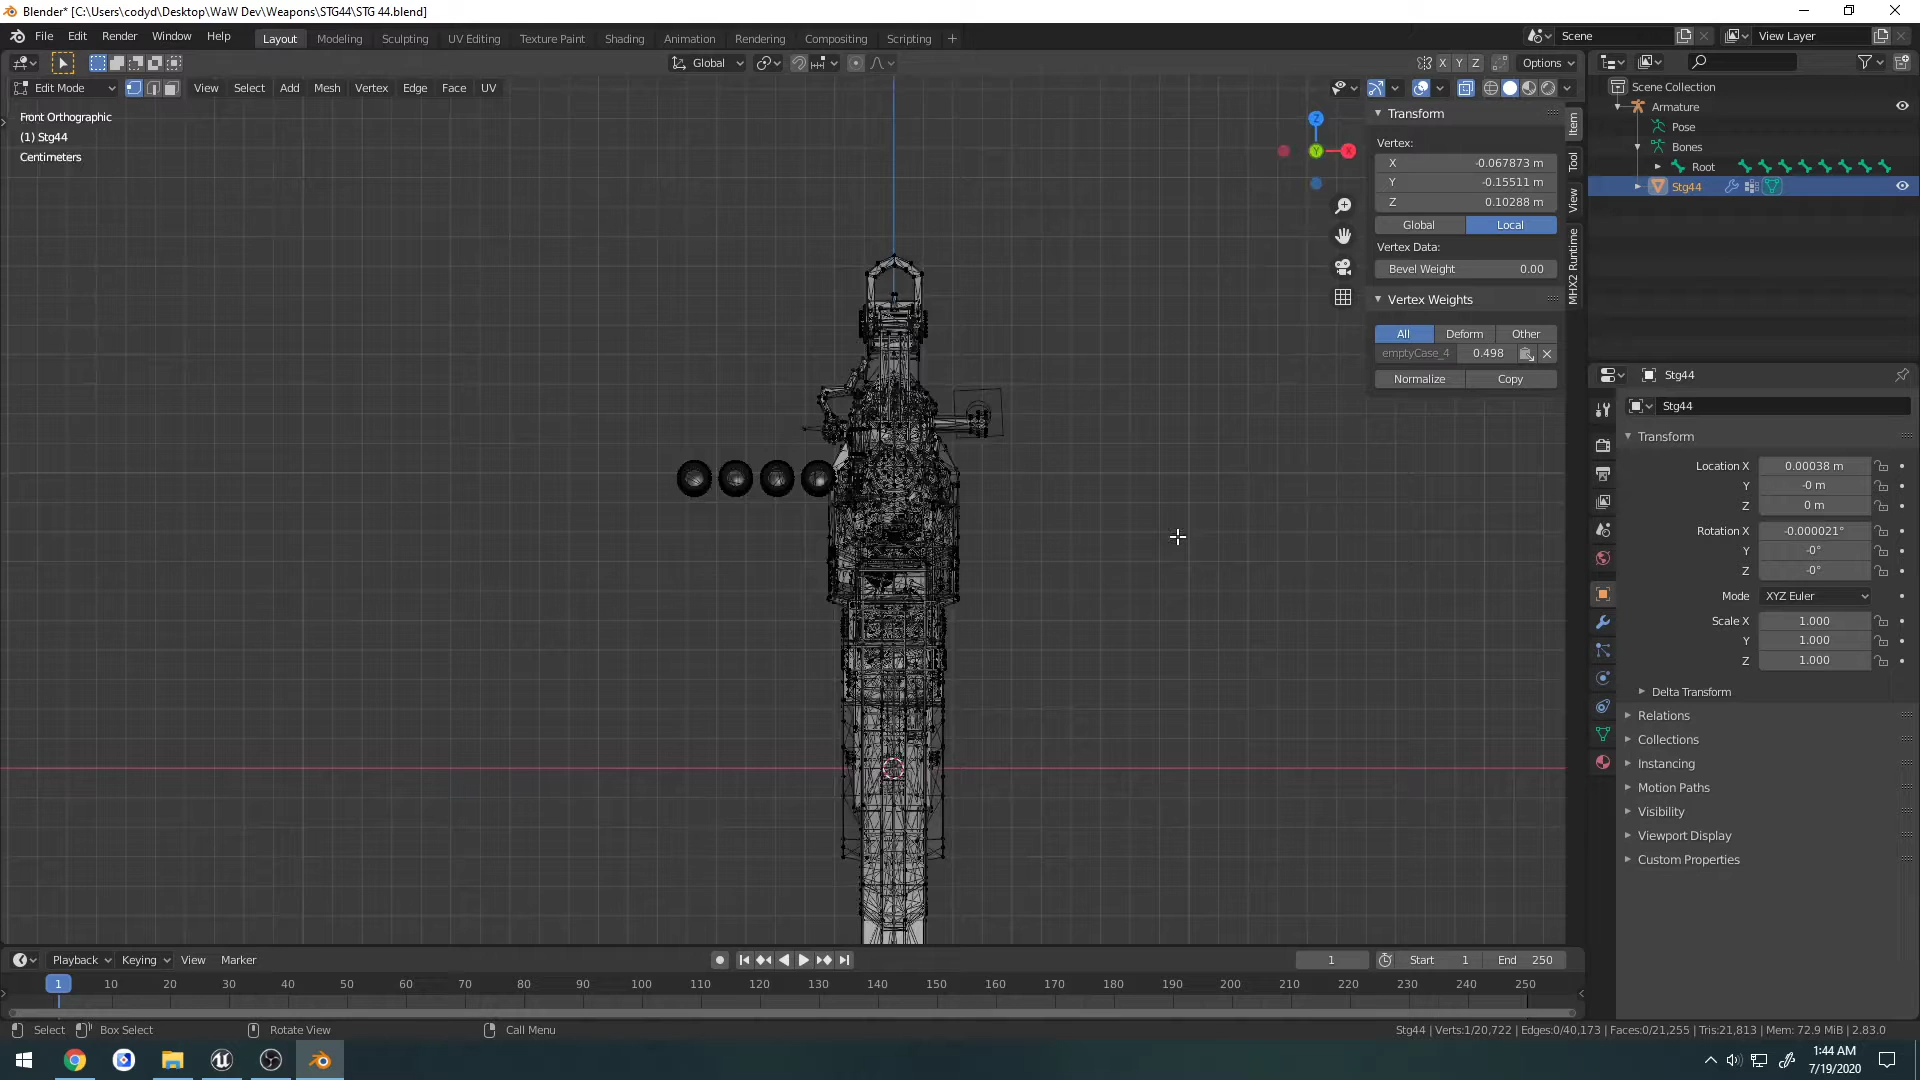 Blender* [C:\Users\codyd\Desktop\WaW Dev\Weapons\STG44\STG 44.blend]
File Edit Render Window Help Layout Modeling Sculpting UV Editing Texture Paint Shading Animation Rendering Compositing Scripting + Scene View Layer
Global X Y Z Options
Edit Mode View Select Add Mesh Vertex Edge Face UV
Front Orthographic
(1) Stg44
Centimeters
Z
Y
X
Transform
Vertex:
X -0.067873 m
Y -0.15511 m
Z 0.10288 m
Global Local
Vertex Data:
Bevel Weight 0.00
Vertex Weights
All Deform Other
emptyCase_4 0.498
Normalize Copy
Item
Tool
View
MHX2 Runtime
Scene Collection
Armature
Pose
Bones
Root
Stg44
Stg44
Stg44
Transform
Location X 0.00038 m
Y -0 m
Z 0 m
Rotation X -0.000021°
Y -0°
Z -0°
Mode XYZ Euler
Scale X 1.000
Y 1.000
Z 1.000
Delta Transform
Relations
Collections
Instancing
Motion Paths
Visibility
Viewport Display
Custom Properties
Playback Keying View Marker 1 Start 1 End 250
1 10 20 30 40 50 60 70 80 90 100 110 120 130 140 150 160 170 180 190 200 210 220 230 240 250
Select Box Select Rotate View Call Menu Stg44 | Verts:1/20,722 | Edges:0/40,173 | Faces:0/21,255 | Tris:21,813 | Mem: 72.9 MiB | 2.83.0
1:44 AM
7/19/2020